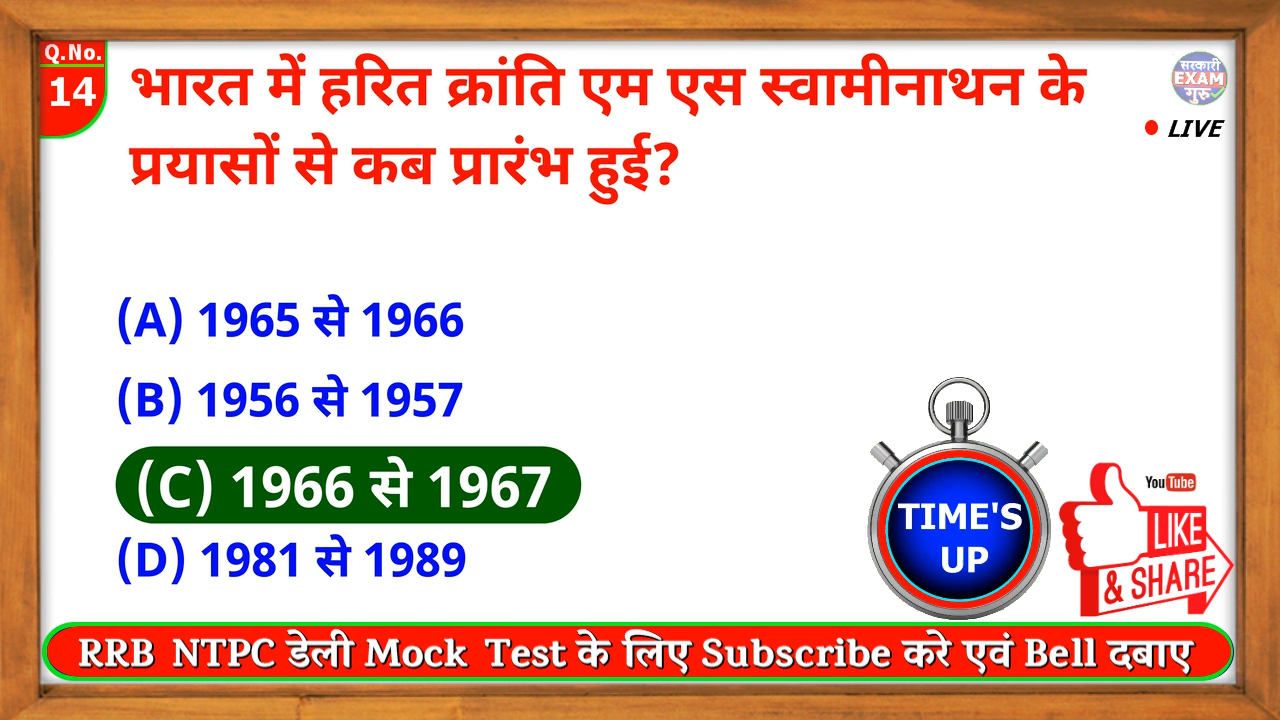 Q.No.
14
भारत में हरित क्रांति एम एस स्वामीनाथन के
प्रयासों से कब प्रारंभ हुई?
सरकारी
EXAM
गुरु
LIVE
(A) 1965 से 1966
(B) 1956 से 1957
(C) 1966 से 1967
(D) 1981 से 1989
TIME'S
UP
YouTube
LIKE
& SHARE
RRB NTPC डेली Mock Test के लिए Subscribe करे एवं Bell दबाए